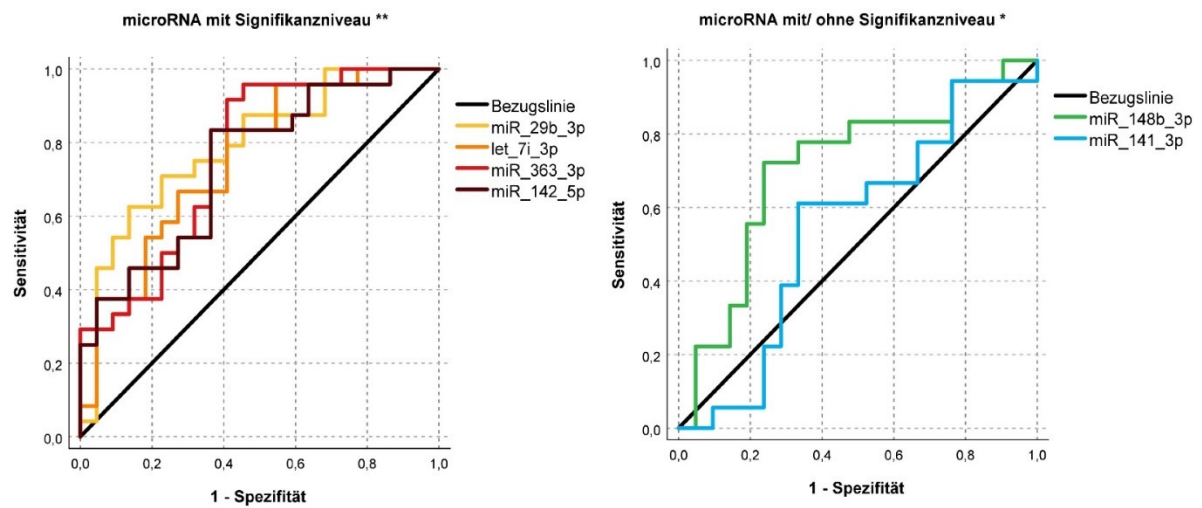 microRNA mit Signifikanzniveau **
Sensitivität
1,0
0,8
0,6
0,4
0,2
0,0
0,0 0,2 0,4 0,6 0,8 1,0
1 - Spezifität
Bezugslinie
miR_29b_3p
let_7i_3p
miR_363_3p
miR_142_5p
microRNA mit/ ohne Signifikanzniveau *
Sensitivität
1,0
0,8
0,6
0,4
0,2
0,0
0,0 0,2 0,4 0,6 0,8 1,0
1 - Spezifität
Bezugslinie
miR_148b_3p
miR_141_3p